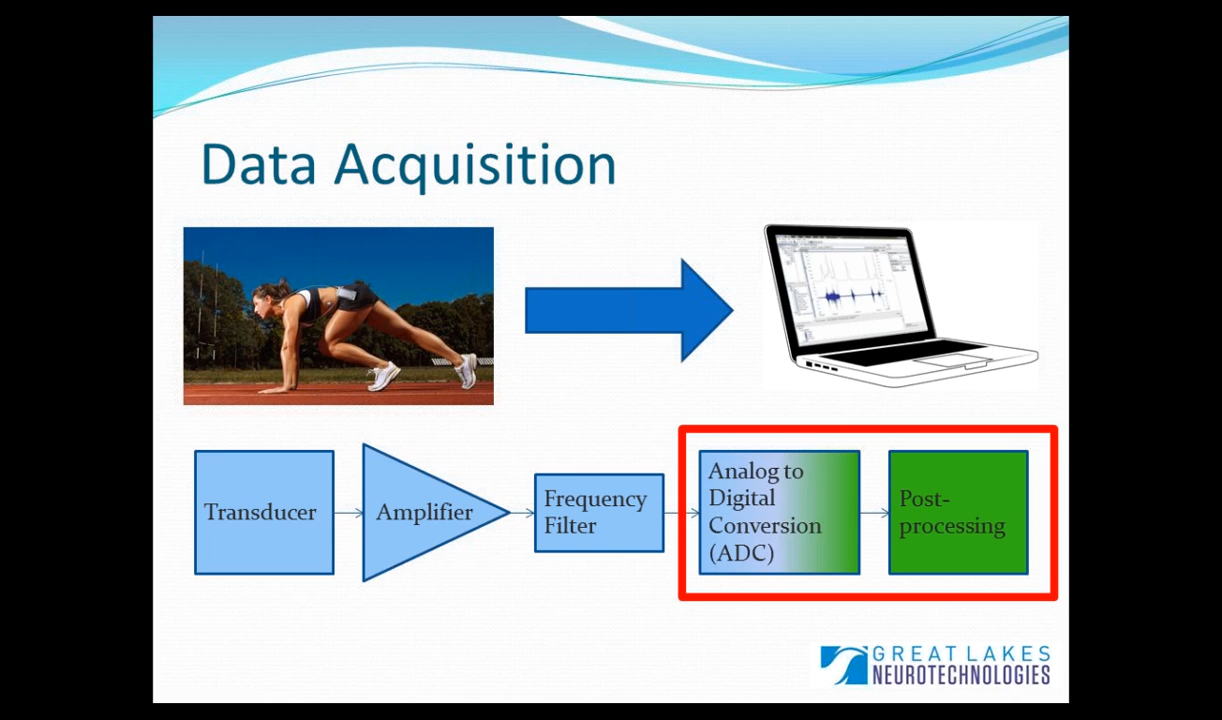 Data Acquisition
Transducer
Amplifier
Frequency
Filter
Analog to
Digital
Conversion
(ADC)
Post-
processing
GREAT LAKES
NEUROTECHNOLOGIES